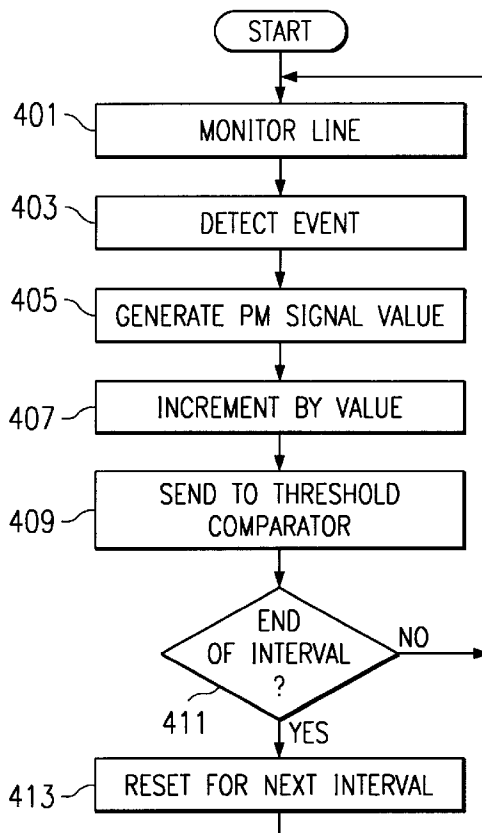 START
401
MONITOR LINE
403
DETECT EVENT
405
GENERATE PM SIGNAL VALUE
407
INCREMENT BY VALUE
409
SEND TO THRESHOLD
COMPARATOR
END
OF INTERVAL
?
NO
411
YES
413
RESET FOR NEXT INTERVAL